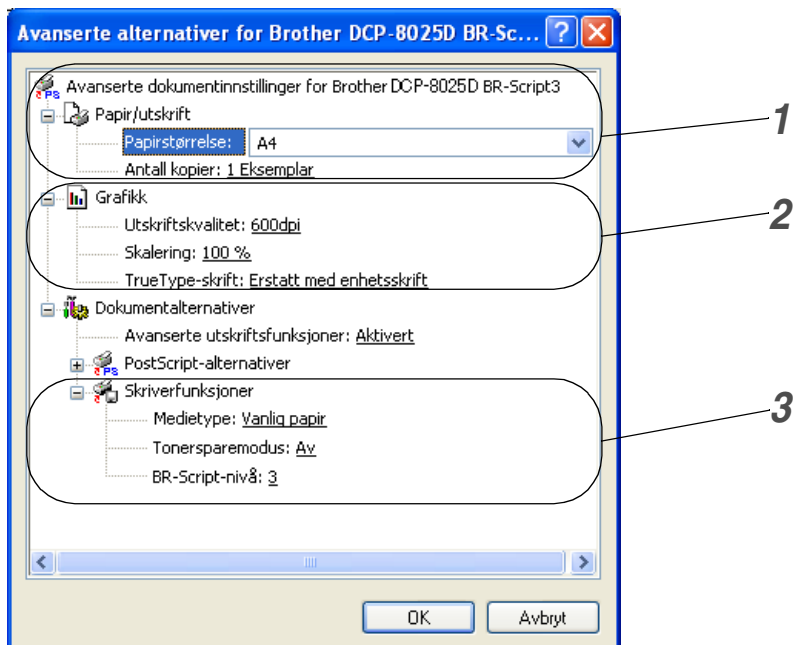 Avanserte alternativer for Brother DCP-8025D BR-Sc...
Avanserte dokumentinnstillinger for Brother DCP-8025D BR-Script3
Papir/utskrift
Papirstørrelse: A4
Antall kopier: 1 Eksemplar
1
Grafikk
Utskriftskvalitet: 600dpi
Skalering: 100 %
TrueType-skrift: Erstatt med enhetsskrift
2
Dokumentalternativer
Avanserte utskriftsfunksjoner: Aktivert
PostScript-alternativer
Skriverfunksjoner
Medietype: Vanlig papir
Tonersparemodus: Av
BR-Script-nivå: 3
3
OK
Avbryt